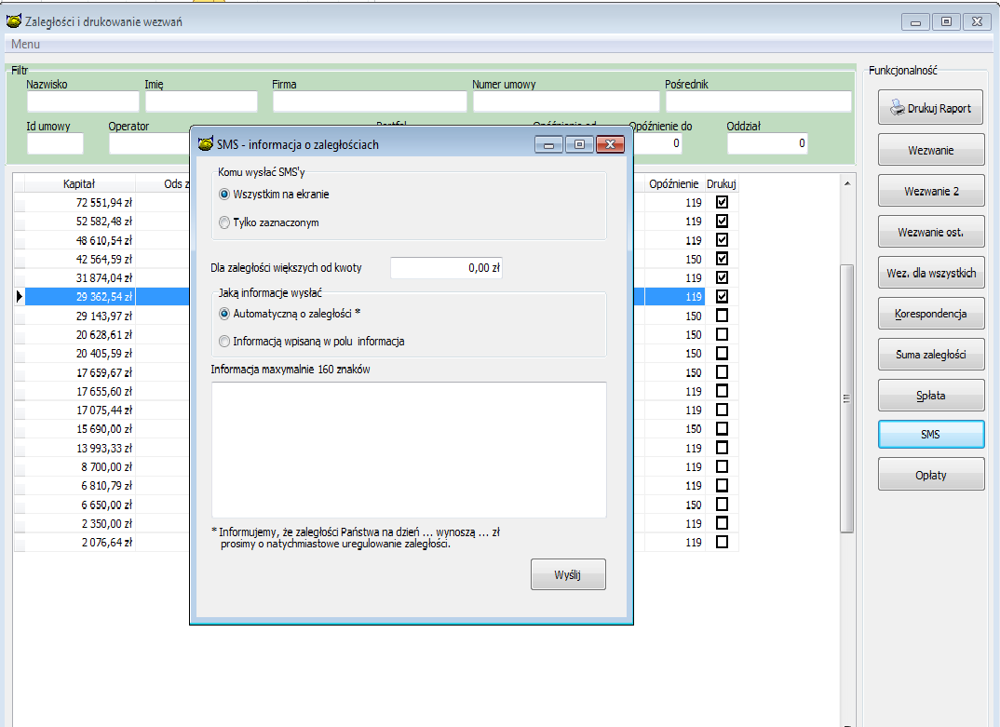 Zaległości i drukowanie wezwań
Menu
Filtr
Nazwisko Imię Firma Numer umowy Pośrednik
Id umowy Operator Portfel Opóźnienie od Opóźnienie do Oddział
0 0
Funkcjonalność
Drukuj Raport
Wezwanie
Wezwanie 2
Wezwanie ost.
Wez. dla wszystkich
Korespondencja
Suma zaległości
Spłata
SMS
Opłaty
Kapitał Ods z Opóźnienie Drukuj
72 551,94 zł 119
52 582,48 zł 119
48 610,54 zł 119
42 564,59 zł 150
31 874,04 zł 119
29 362,54 zł 119
29 143,97 zł 150
20 628,61 zł 119
20 405,59 zł 150
17 659,67 zł 150
17 655,60 zł 119
17 075,44 zł 119
15 690,00 zł 150
13 993,33 zł 119
8 700,00 zł 119
6 810,79 zł 119
6 650,00 zł 150
2 350,00 zł 119
2 076,64 zł 119
SMS - informacja o zaległościach
Komu wysłać SMS'y
Wszystkim na ekranie
Tylko zaznaczonym
Dla zaległości większych od kwoty 0,00 zł
Jaką informacje wysłać
Automatyczną o zaległości *
Informacją wpisaną w polu informacja
Informacja maxymalnie 160 znaków
* Informujemy, że zaległości Państwa na dzień ... wynoszą ... zł
prosimy o natychmiastowe uregulowanie zaległości.
Wyślij